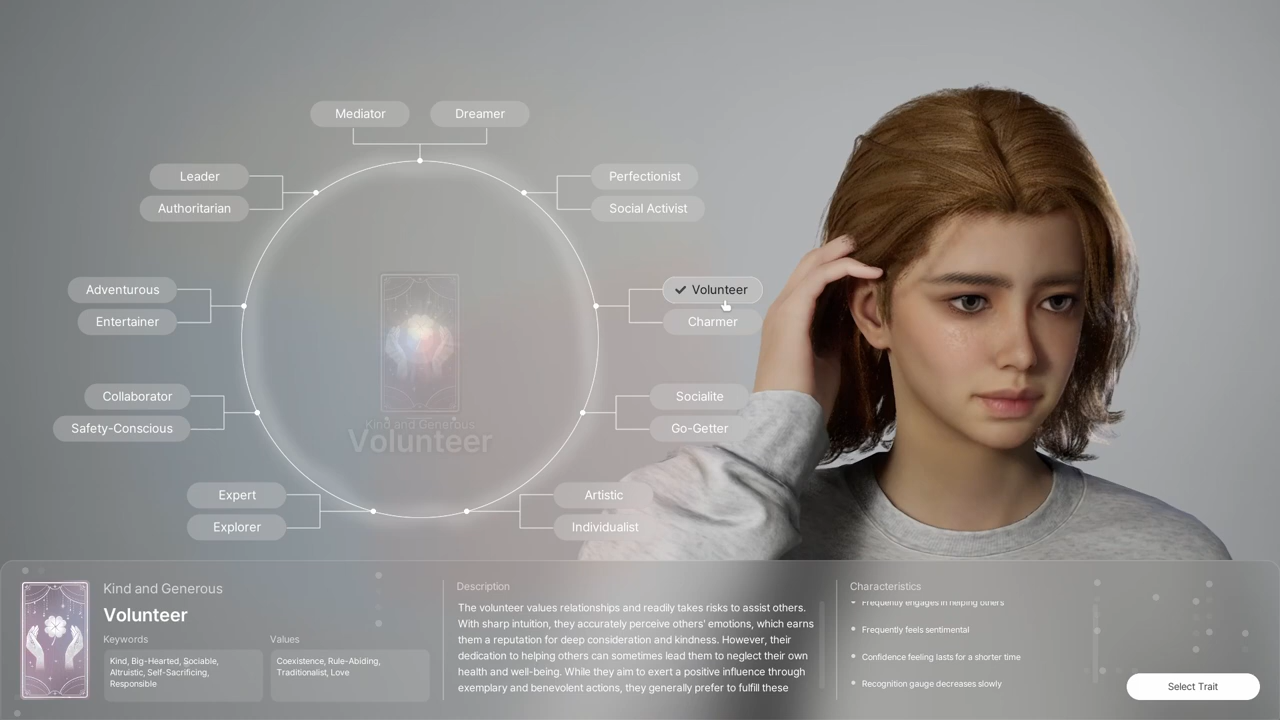 Mediator
Dreamer
Leader
Authoritarian
Perfectionist
Social Activist
Adventurous
Entertainer
Volunteer
Charmer
Kind and Generous
Volunteer
Collaborator
Safety-Conscious
Socialite
Go-Getter
Expert
Explorer
Artistic
Individualist
Kind and Generous
Volunteer
Keywords
Kind, Big-Hearted, Sociable,
Altruistic, Self-Sacrificing,
Responsible
Values
Coexistence, Rule-Abiding,
Traditionalist, Love
Description
The volunteer values relationships and readily takes risks to assist others.
With sharp intuition, they accurately perceive others' emotions, which earns
them a reputation for deep consideration and kindness. However, their
dedication to helping others can sometimes lead them to neglect their own
health and well-being. While they aim to exert a positive influence through
exemplary and benevolent actions, they generally prefer to fulfill these
Characteristics
Frequently engages in helping others
Frequently feels sentimental
Confidence feeling lasts for a shorter time
Recognition gauge decreases slowly
Select Trait